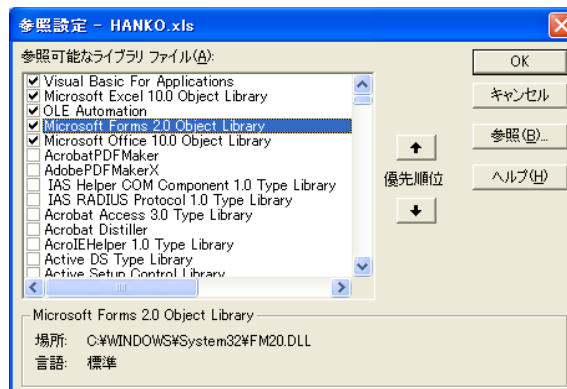 参照設定 - HANKO.xls
参照可能なライブラリ ファイル(A):
Visual Basic For Applications
Microsoft Excel 10.0 Object Library
OLE Automation
Microsoft Forms 2.0 Object Library
Microsoft Office 10.0 Object Library
AcrobatPDFMaker
AdobePDFMakerX
IAS Helper COM Component 1.0 Type Library
IAS RADIUS Protocol 1.0 Type Library
Acrobat Access 3.0 Type Library
Acrobat Distiller
AcroIEHelper 1.0 Type Library
Active DS Type Library
Active Setup Control Library
優先順位
OK
キャンセル
参照(B)...
ヘルプ(H)
Microsoft Forms 2.0 Object Library
場所: C:¥WINDOWS¥System32¥FM20.DLL
言語: 標準